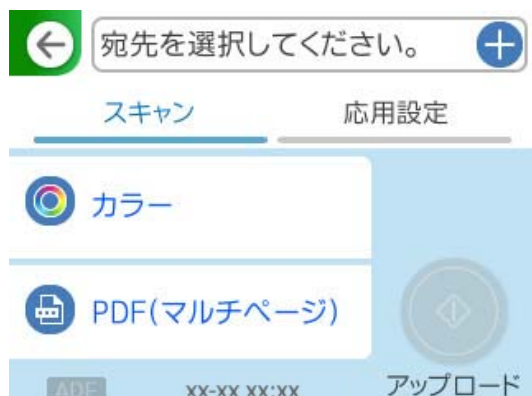 宛先を選択してください。
スキャン 応用設定
カラー
PDF(マルチページ)
ADF xx-xx xx:xx アップロード